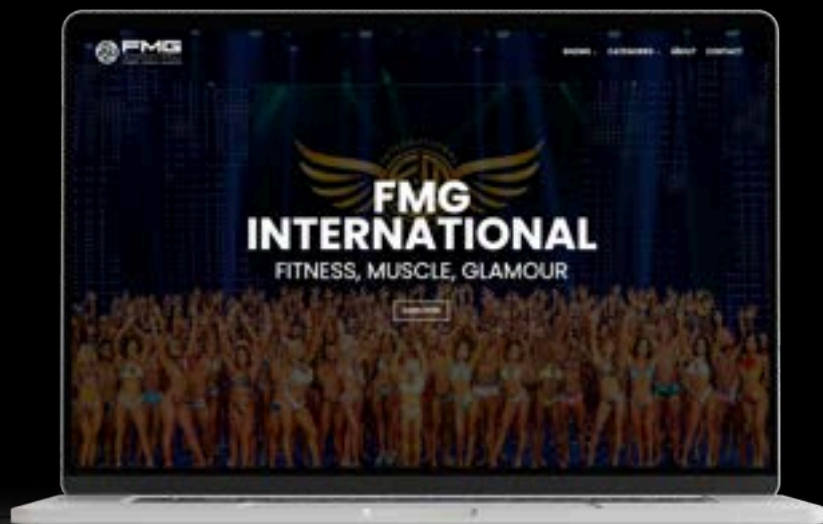 FMG
SHOWS
CATEGORIES
ABOUT
CONTACT
FMG
INTERNATIONAL
FITNESS, MUSCLE, GLAMOUR